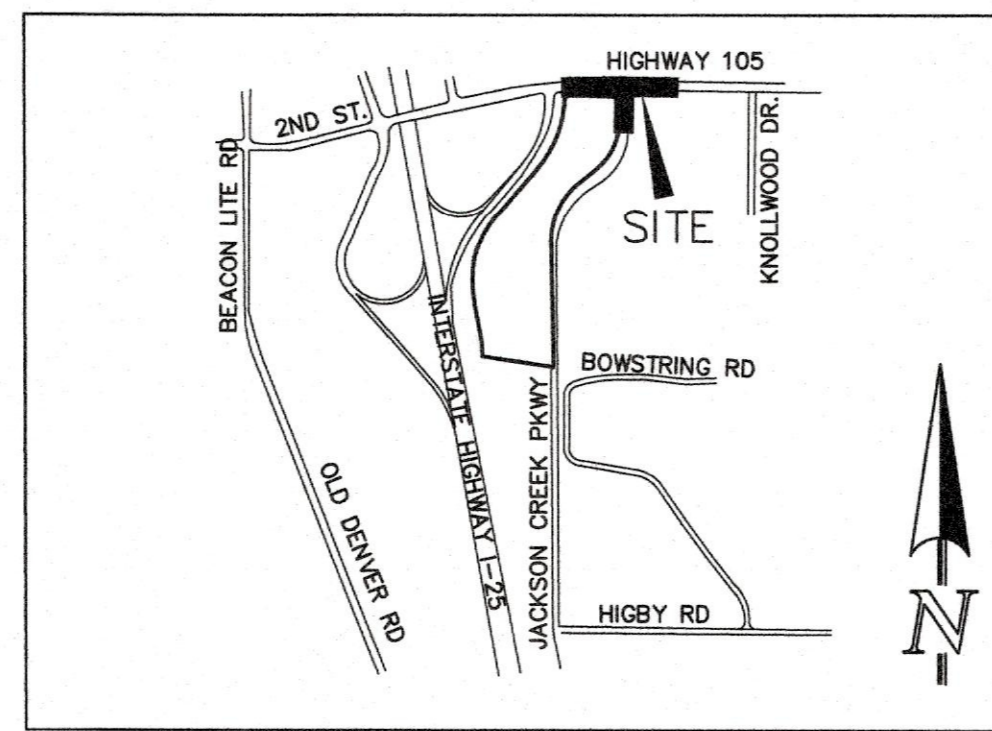 HIGHWAY 105
2ND ST.
BEACON LITE RD
KNOLLWOOD DR.
SITE
INTERSTATE HIGHWAY I-25
BOWSTRING RD
JACKSON CREEK PKWY
OLD DENVER RD
HIGBY RD
N